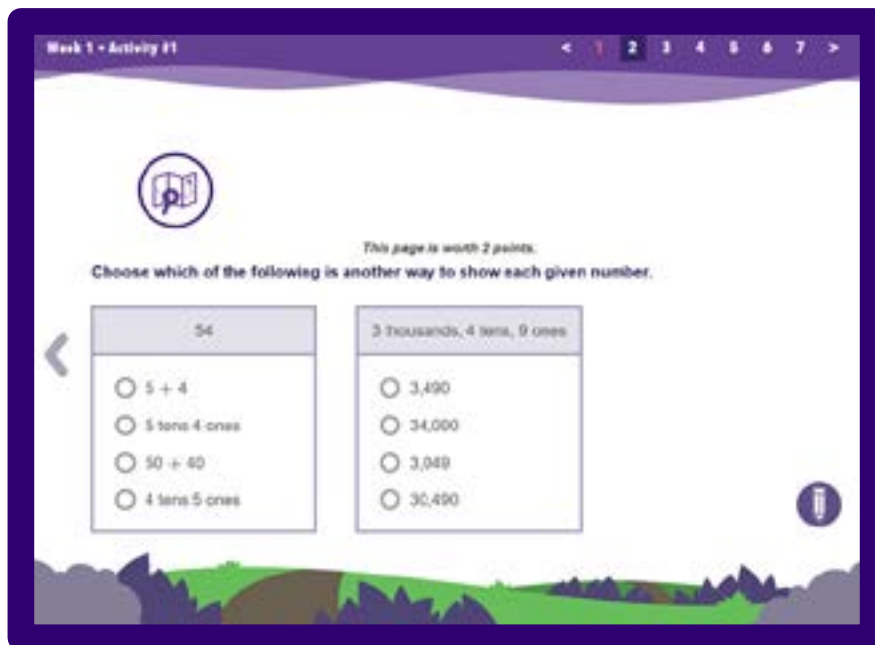 Week 1 • Activity #1
< 1 2 3 4 5 6 7 >
This page is worth 2 points.
Choose which of the following is another way to show each given number.
54
5 + 4
5 tens 4 ones
50 + 40
4 tens 5 ones
3 thousands, 4 tens, 9 ones
3,490
34,000
3,049
30,490